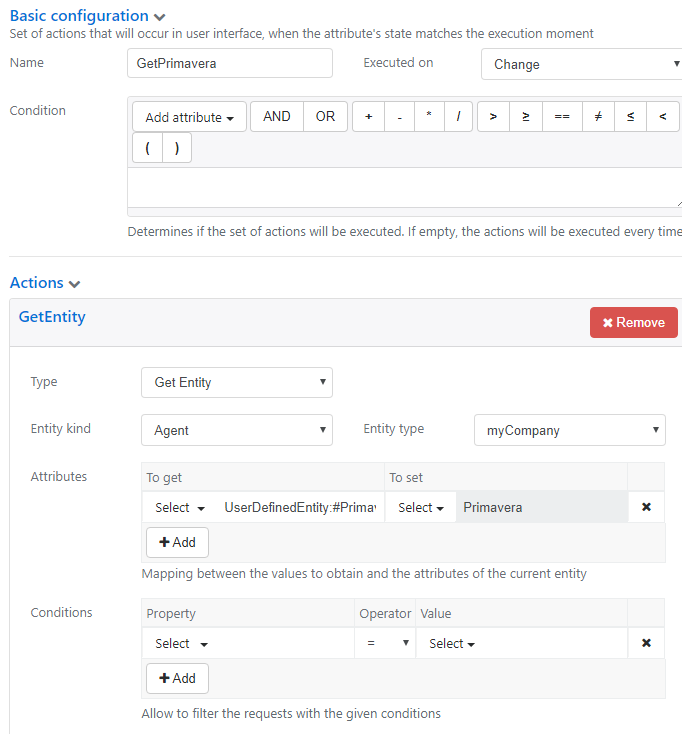 Basic configuration
Set of actions that will occur in user interface, when the attribute's state matches the execution moment
Name GetPrimavera Executed on Change
Condition Add attribute AND OR + - * / > ≥ == ≠ ≤ <
( )
Determines if the set of actions will be executed. If empty, the actions will be executed every time
Actions
GetEntity ✖ Remove
Type Get Entity
Entity kind Agent Entity type myCompany
Attributes To get To set
Select UserDefinedEntity:#Primav Select Primavera ✖
+ Add
Mapping between the values to obtain and the attributes of the current entity
Conditions Property Operator Value
Select = Select ✖
+ Add
Allow to filter the requests with the given conditions